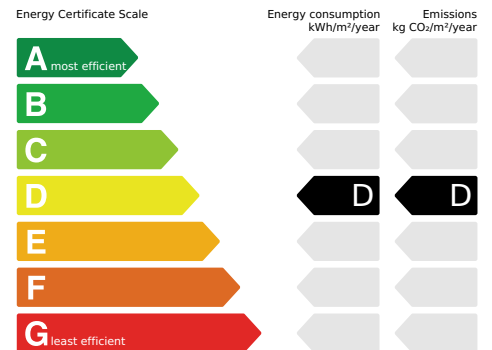 Energy Certificate Scale
Energy consumption
kWh/m²/year
Emissions
kg CO₂/m²/year
A most efficient
B
C
D D D
E
F
G least efficient